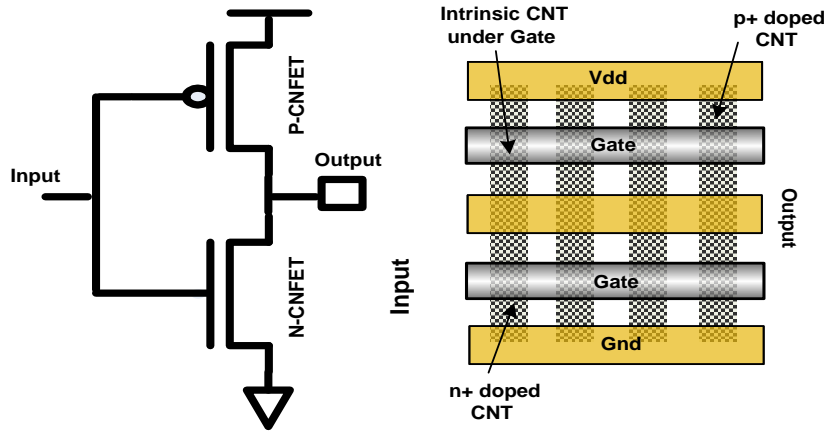 Input
P-CNFET
Output
N-CNFET
Intrinsic CNT
under Gate
p+ doped
CNT
Vdd
Gate
Output
Input
Gate
Gnd
n+ doped
CNT